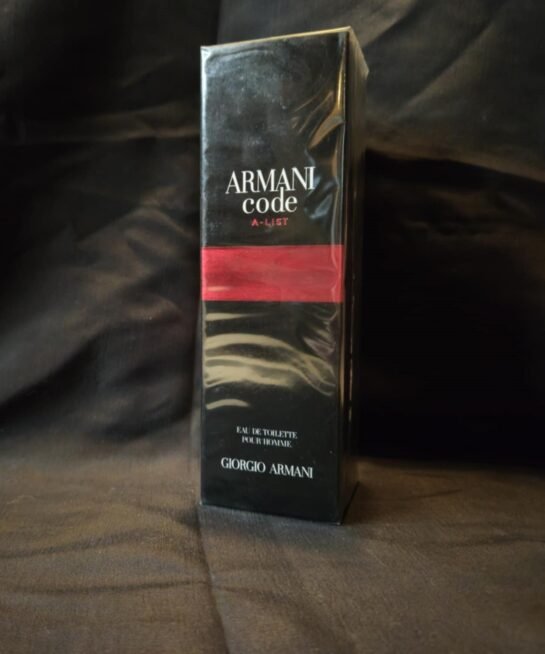 ARMANI
code
A-LIST
EAU DE TOILETTE
POUR HOMME
GIORGIO ARMANI